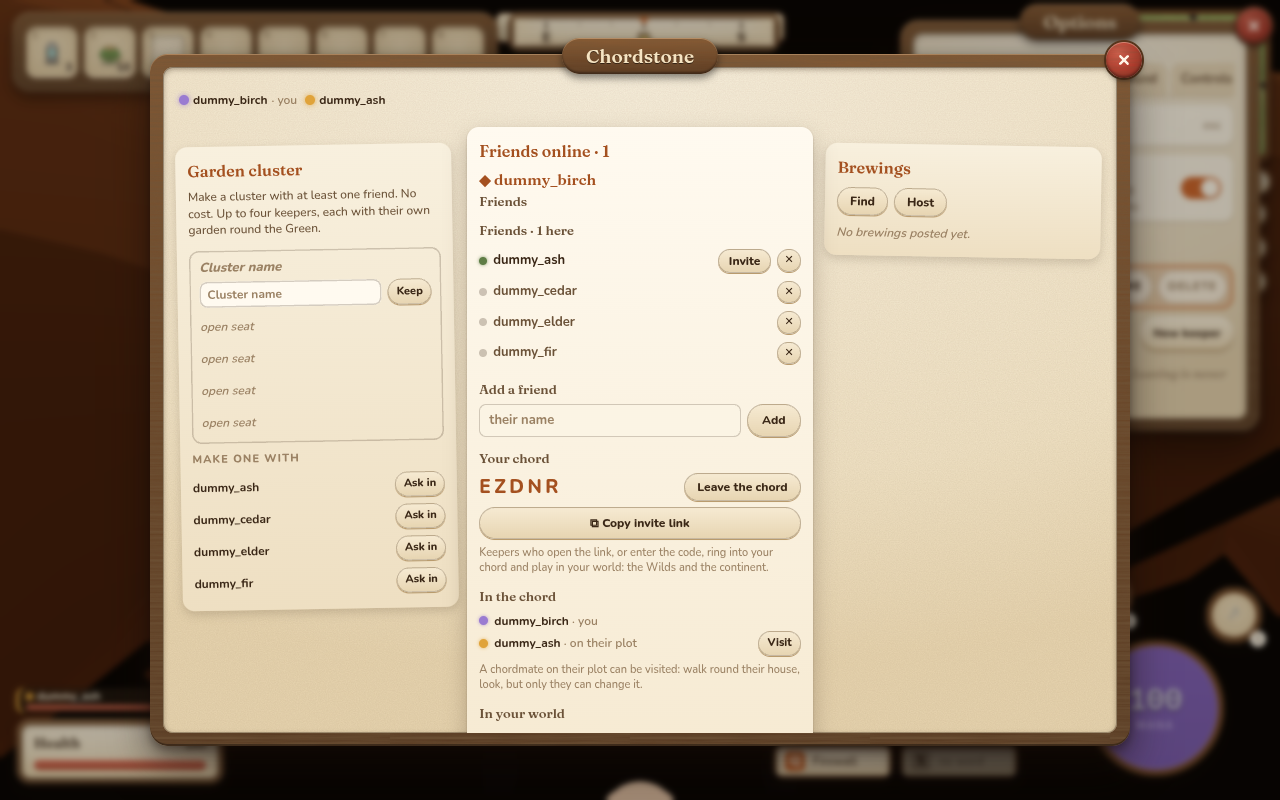 Options
Chordstone
×
Controls
dummy_birch · you dummy_ash
Garden cluster
Make a cluster with at least one friend. No
cost. Up to four keepers, each with their own
garden round the Green.
Cluster name
Cluster name Keep
open seat
open seat
open seat
open seat
MAKE ONE WITH
dummy_ash Ask in
dummy_cedar Ask in
dummy_elder Ask in
dummy_fir Ask in
Friends online · 1
◆ dummy_birch
Friends
Friends · 1 here
dummy_ash Invite ×
dummy_cedar ×
dummy_elder ×
dummy_fir ×
Add a friend
their name Add
Your chord
EZDNR Leave the chord
⧉ Copy invite link
Keepers who open the link, or enter the code, ring into your
chord and play in your world: the Wilds and the continent.
In the chord
dummy_birch · you
dummy_ash · on their plot Visit
A chordmate on their plot can be visited: walk round their house,
look, but only they can change it.
In your world
Brewings
Find Host
No brewings posted yet.
DELETE
New keeper
dummy_ash
Health
100